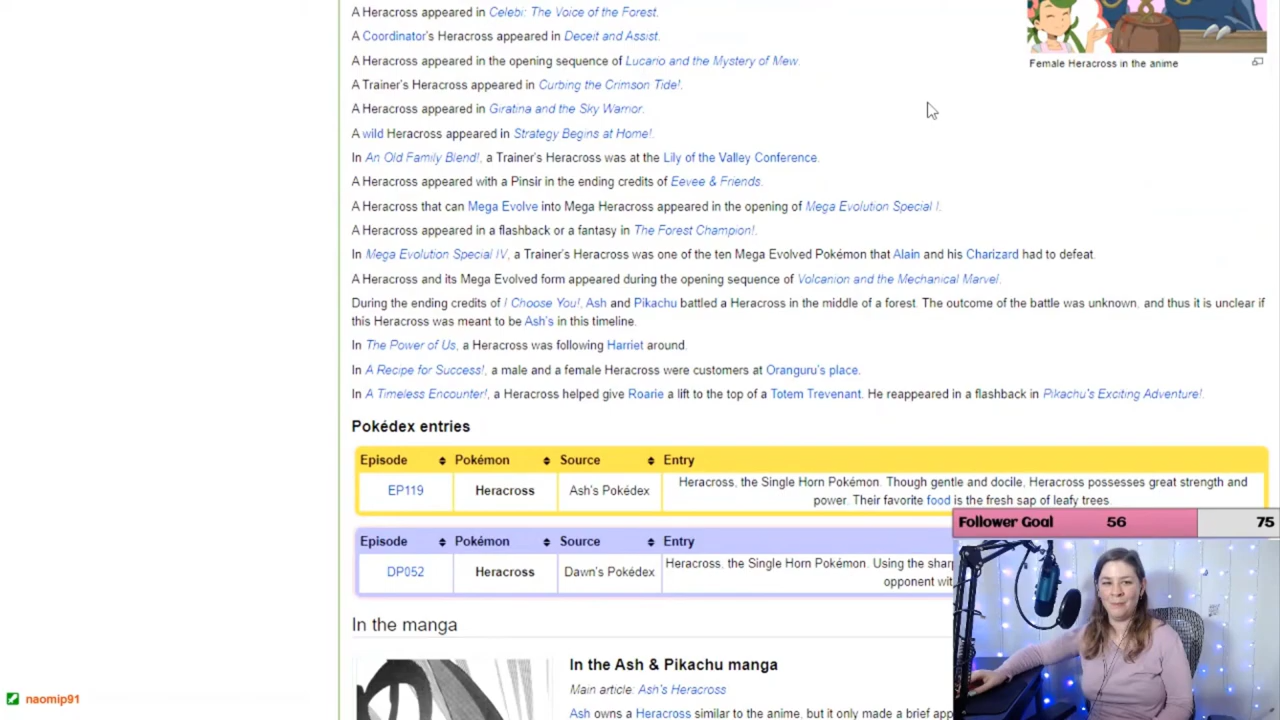 A Heracross appeared in Celebi: The Voice of the Forest.
A Coordinator's Heracross appeared in Deceit and Assist.
A Heracross appeared in the opening sequence of Lucario and the Mystery of Mew.
A Trainer's Heracross appeared in Curbing the Crimson Tide!.
A Heracross appeared in Giratina and the Sky Warrior.
A wild Heracross appeared in Strategy Begins at Home!.
In An Old Family Blend!, a Trainer's Heracross was at the Lily of the Valley Conference.
A Heracross appeared with a Pinsir in the ending credits of Eevee & Friends.
A Heracross that can Mega Evolve into Mega Heracross appeared in the opening of Mega Evolution Special I.
A Heracross appeared in a flashback or a fantasy in The Forest Champion!.
In Mega Evolution Special IV, a Trainer's Heracross was one of the ten Mega Evolved Pokémon that Alain and his Charizard had to defeat.
A Heracross and its Mega Evolved form appeared during the opening sequence of Volcanion and the Mechanical Marvel.
During the ending credits of I Choose You!, Ash and Pikachu battled a Heracross in the middle of a forest. The outcome of the battle was unknown, and thus it is unclear if
this Heracross was meant to be Ash's in this timeline.
In The Power of Us, a Heracross was following Harriet around.
In A Recipe for Success!, a male and a female Heracross were customers at Oranguru's place.
In A Timeless Encounter!, a Heracross helped give Roarie a lift to the top of a Totem Trevenant. He reappeared in a flashback in Pikachu's Exciting Adventure!.
Female Heracross in the anime
Pokédex entries
Episode Pokémon Source Entry
EP119 Heracross Ash's Pokédex Heracross, the Single Horn Pokémon. Though gentle and docile, Heracross possesses great strength and
power. Their favorite food is the fresh sap of leafy trees.
Episode Pokémon Source Entry
DP052 Heracross Dawn's Pokédex Heracross, the Single Horn Pokémon. Using the shar
opponent wit
In the manga
In the Ash & Pikachu manga
Main article: Ash's Heracross
Ash owns a Heracross similar to the anime, but it only made a brief app
Follower Goal 56 75
naomip91